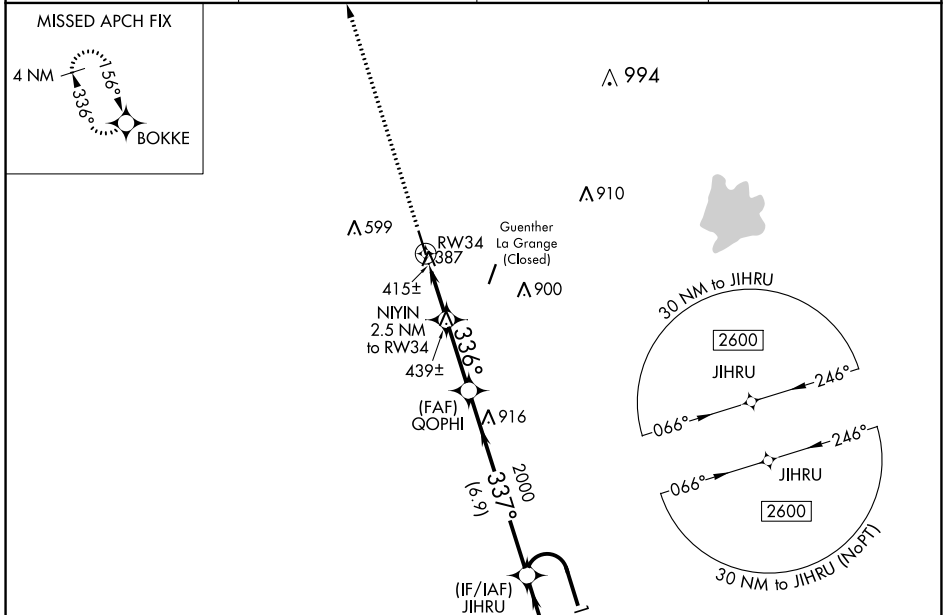 MISSED APCH FIX
4 NM
156°
336°
BOKKE
994
910
599
Guenther
La Grange
(Closed)
RW34
387
415±
900
NIYIN
2.5 NM
to RW34
439±
336°
(FAF)
QOPHI
916
2000
337°
(6.9)
(IF/IAF)
JIHRU
30 NM to JIHRU
2600
JIHRU
066°
246°
066°
246°
JIHRU
2600
30 NM to JIHRU (NoPT)